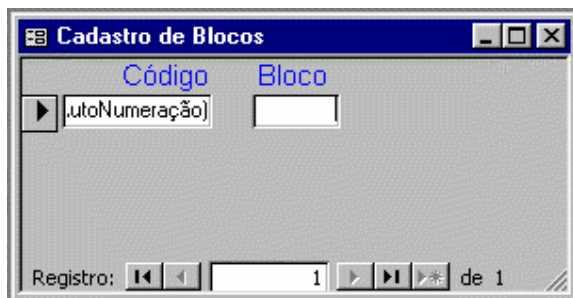 Cadastro de Blocos
Código Bloco
.utoNumeração)
Registro: 1 de 1